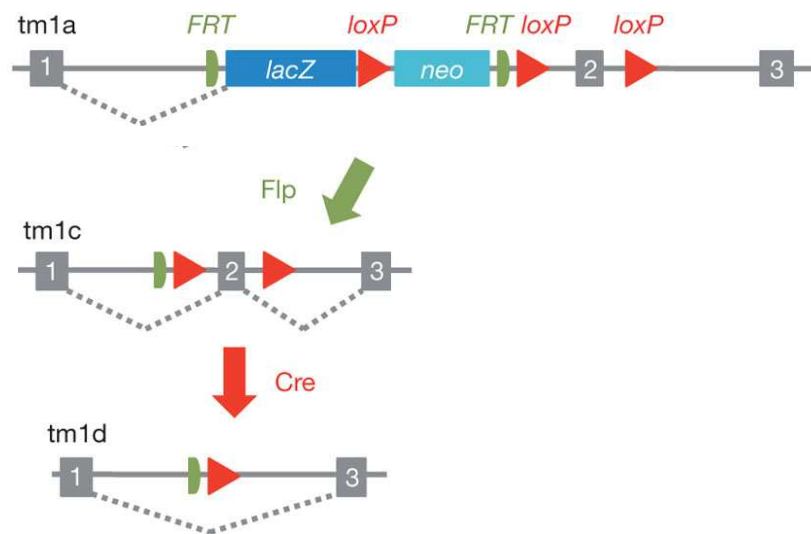 tm1a
FRT loxP FRT loxP loxP
1 lacZ neo 2 3
Flp
tm1c
1 2 3
Cre
tm1d
1 3